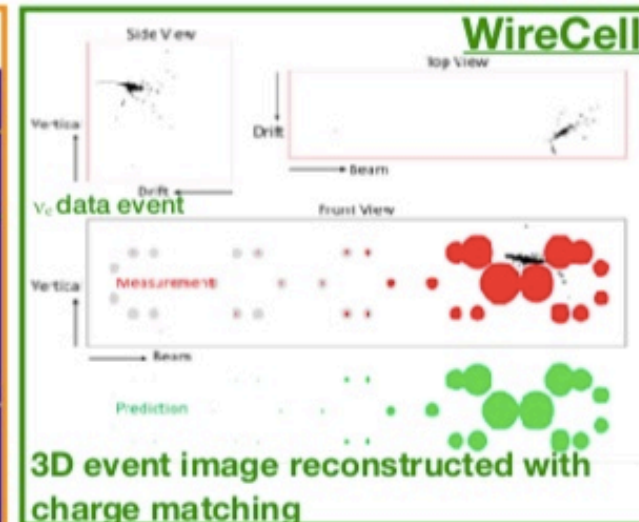 WireCell
Side View
Top View
Vertical
Drift
Drift
Beam
νe data event
Front View
Measurement
Vertical
Beam
Prediction
3D event image reconstructed with
charge matching